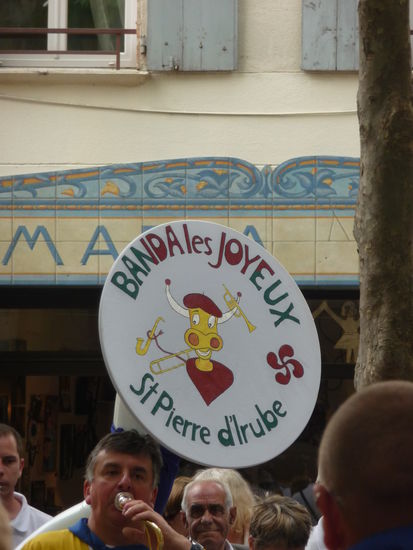 BANDA les JOYEUX
St Pierre d'Irube